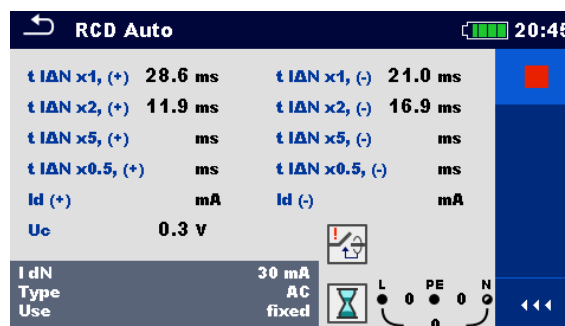 RCD Auto 20:45
t IΔN x1, (+) 28.6 ms t IΔN x1, (-) 21.0 ms
t IΔN x2, (+) 11.9 ms t IΔN x2, (-) 16.9 ms
t IΔN x5, (+) ms t IΔN x5, (-) ms
t IΔN x0.5, (+) ms t IΔN x0.5, (-) ms
Id (+) mA Id (-) mA
Uc 0.3 V
I dN 30 mA
Type AC
Use fixed
L PE N
0 0
0